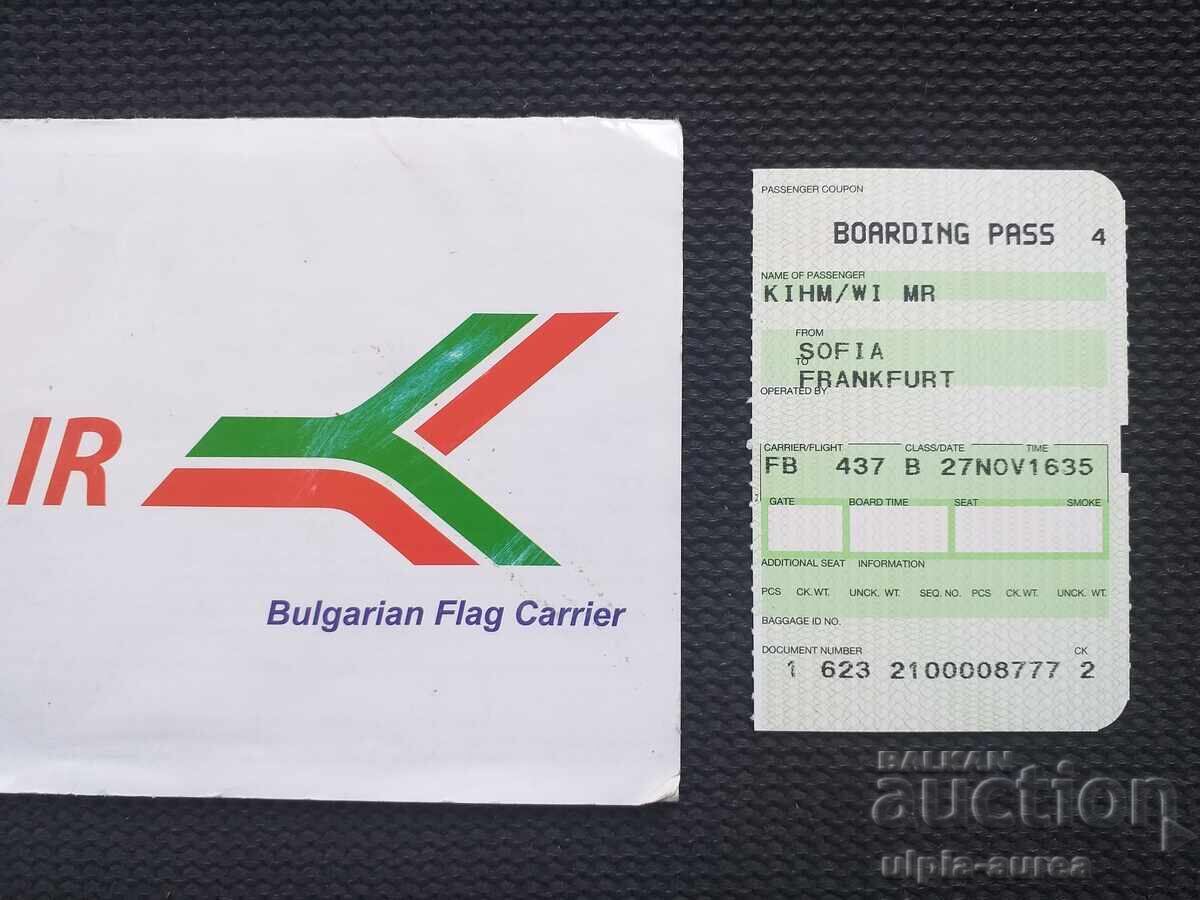 IR
Bulgarian Flag Carrier
PASSENGER COUPON
BOARDING PASS 4
NAME OF PASSENGER
KIHM/WI MR
FROM
SOFIA
TO
FRANKFURT
OPERATED BY
CARRIER/FLIGHT CLASS/DATE TIME
FB 437 B 27NOV1635
GATE BOARD TIME SEAT SMOKE
ADDITIONAL SEAT INFORMATION
PCS CK. WT. UNCK. WT. SEQ. NO. PCS CK. WT. UNCK. WT.
BAGGAGE ID NO.
DOCUMENT NUMBER CK
1 623 2100008777 2
BALKAN
auction
ulpia-aurea